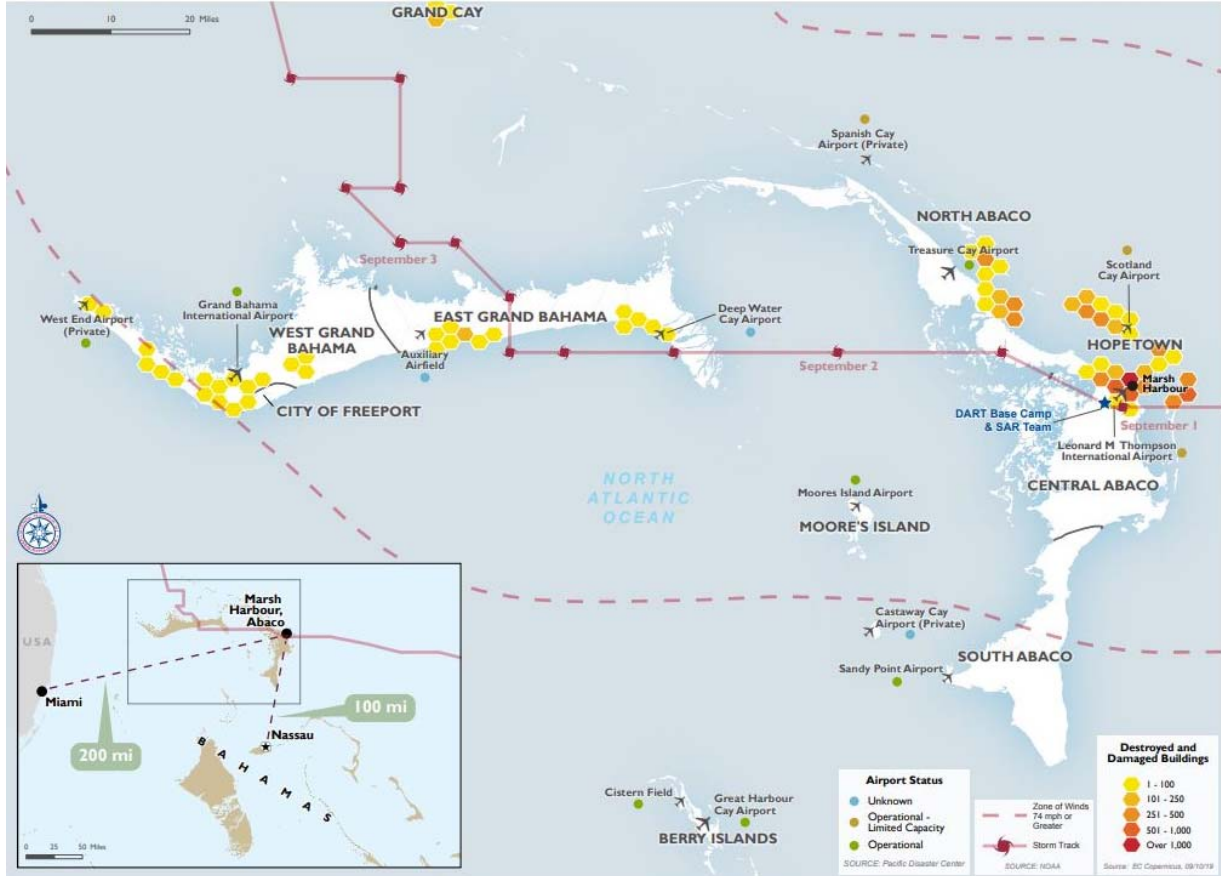 0 10 20 Miles
GRAND CAY
Spanish Cay
Airport (Private)
NORTH ABACO
Treasure Cay Airport
Scotland
Cay Airport
September 3
Grand Bahama
International Airport
West End Airport
(Private)
WEST GRAND
BAHAMA
EAST GRAND BAHAMA
Deep Water
Cay Airport
Auxiliary
Airfield
CITY OF FREEPORT
September 2
HOPE TOWN
Marsh
Harbour
DART Base Camp
& SAR Team
September 1
Leonard M Thompson
International Airport
CENTRAL ABACO
NORTH
ATLANTIC
OCEAN
Moores Island Airport
MOORE'S ISLAND
Castaway Cay
Airport (Private)
SOUTH ABACO
Sandy Point Airport
Cistern Field
Great Harbour
Cay Airport
BERRY ISLANDS
USA
Marsh
Harbour,
Abaco
Miami
100 mi
200 mi
Nassau
BAHAMAS
0 25 50 Miles
Airport Status
Unknown
Operational -
Limited Capacity
Operational
SOURCE: Pacific Disaster Center
Zone of Winds
74 mph or
Greater
Storm Track
SOURCE: NOAA
Destroyed and
Damaged Buildings
1 - 100
101 - 250
251 - 500
501 - 1,000
Over 1,000
Source: EC Copernicus, 09/10/19